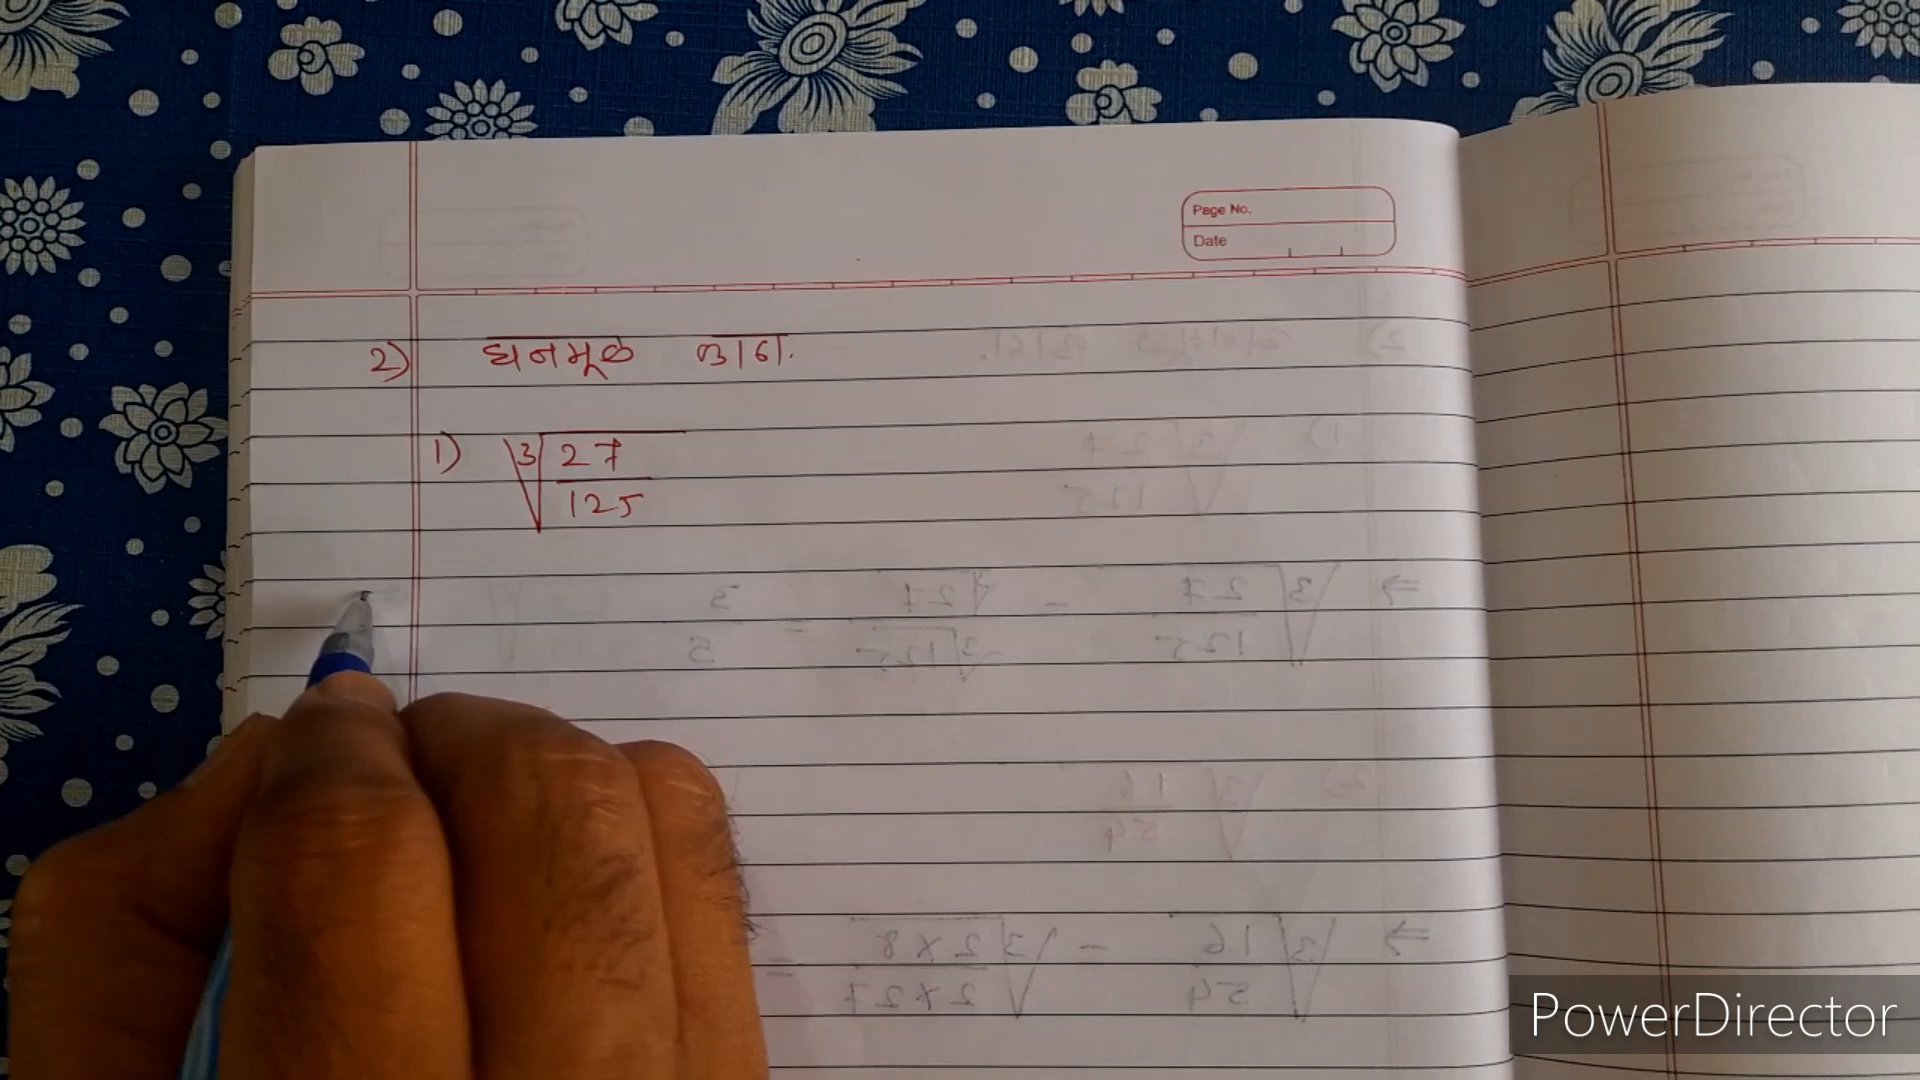 Page No.
Date
2) घनमूळ काढा.
1) ∛(27/125)
PowerDirector